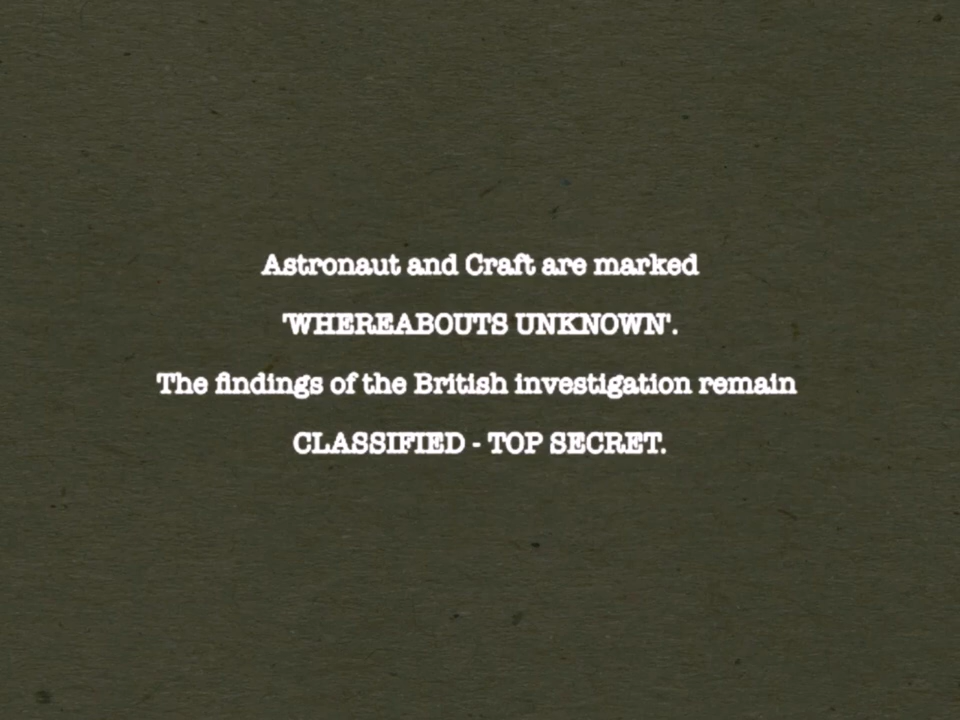 Astronaut and Craft are marked
'WHEREABOUTS UNKNOWN'.
The findings of the British investigation remain
CLASSIFIED - TOP SECRET.